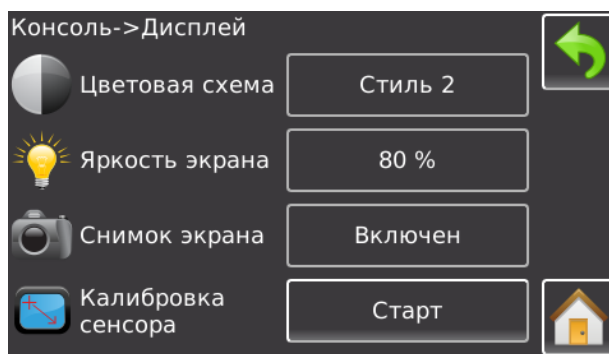 Консоль->Дисплей
Цветовая схема
Стиль 2
Яркость экрана
80 %
Снимок экрана
Включен
Калибровка
сенсора
Старт